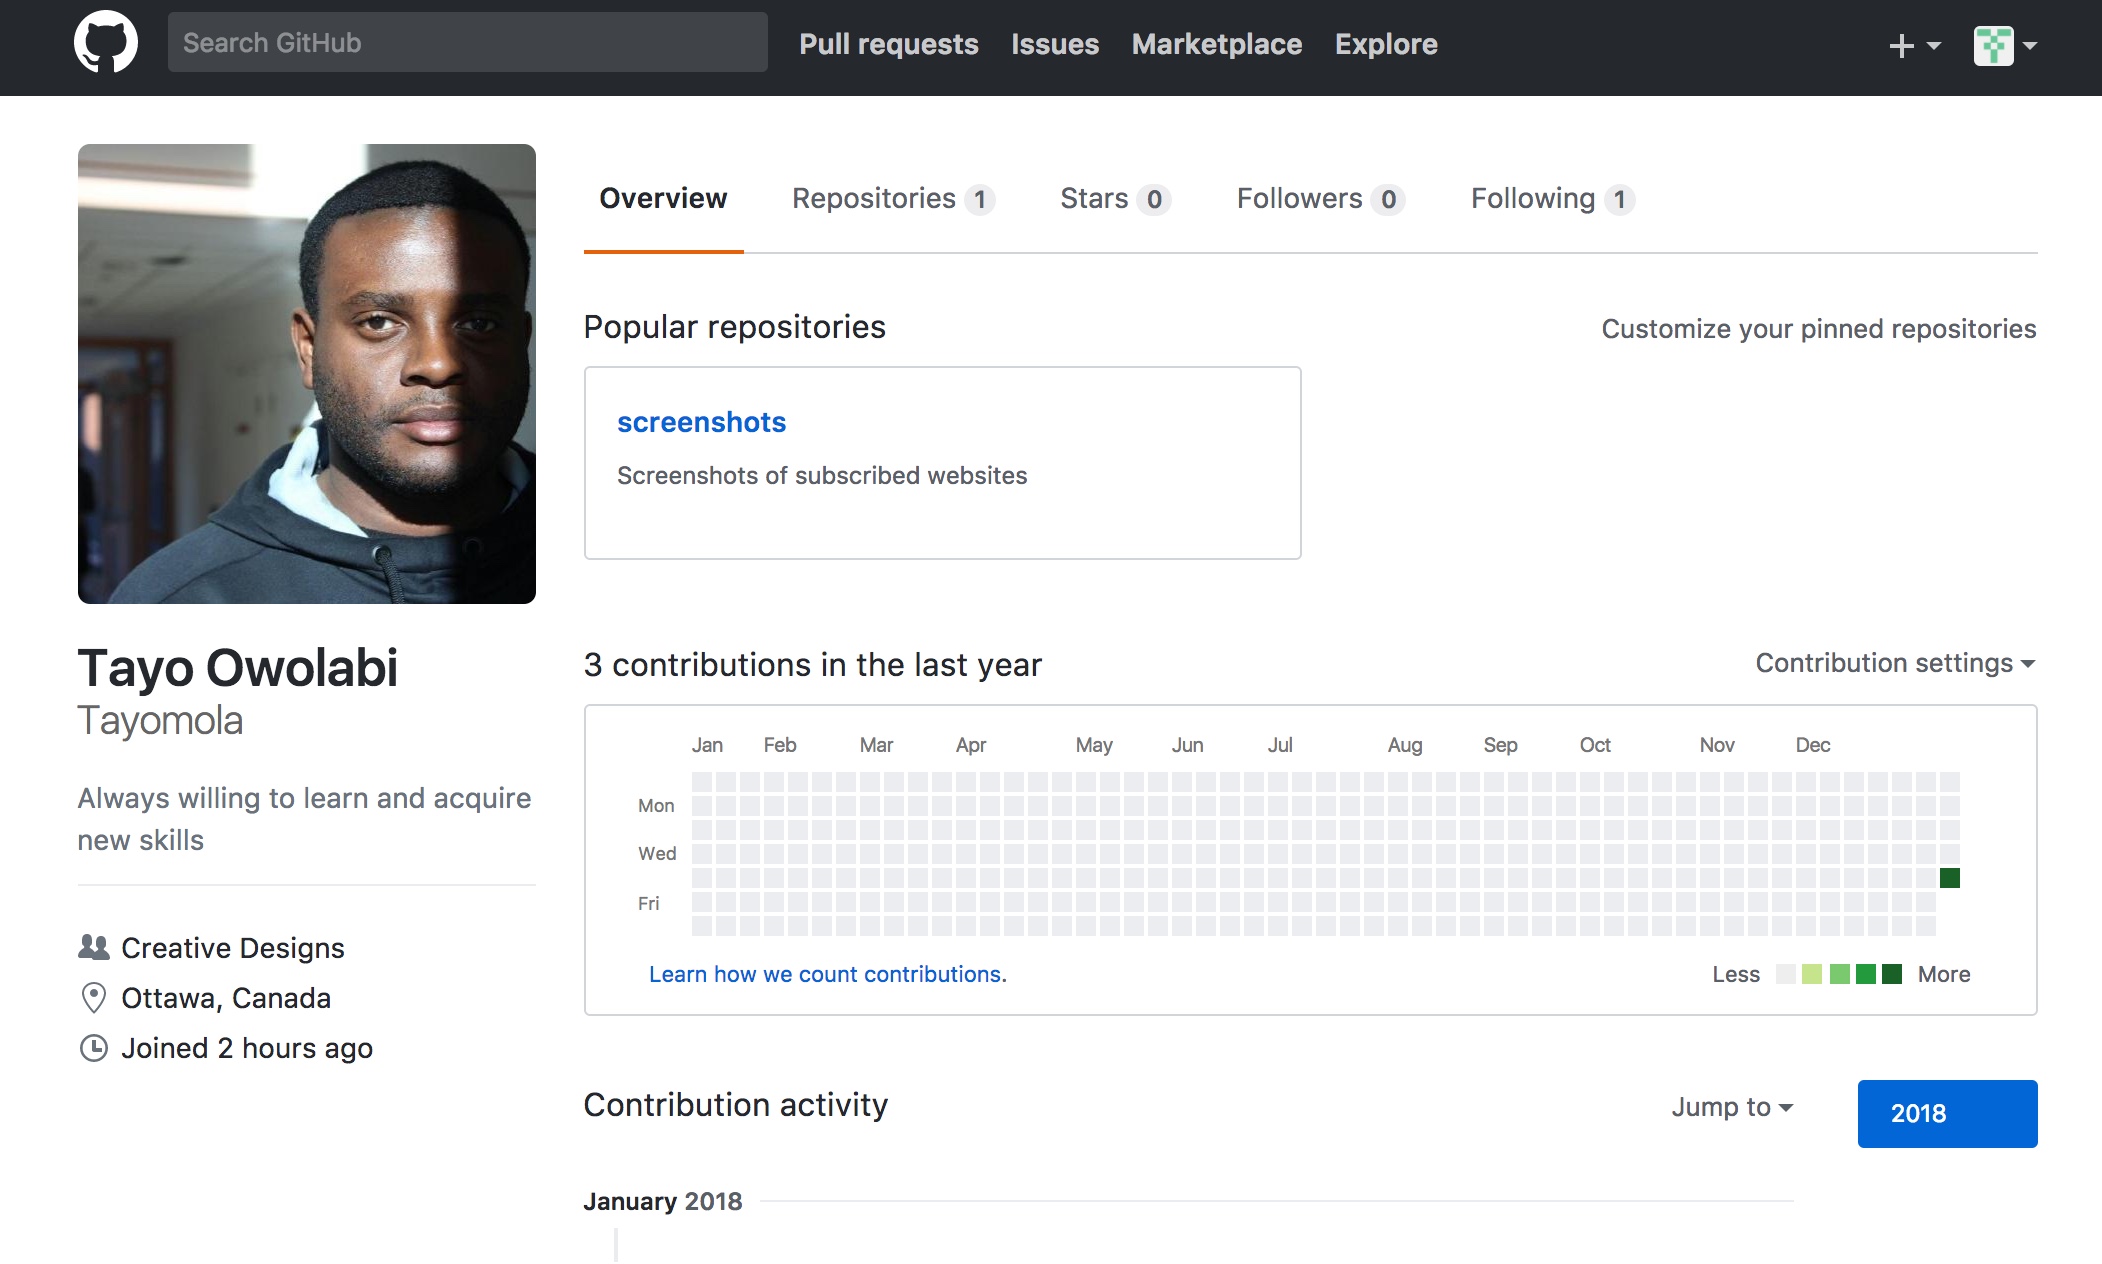 Search GitHub
Pull requests Issues Marketplace Explore
Overview Repositories 1 Stars 0 Followers 0 Following 1
Popular repositories
Customize your pinned repositories
screenshots
Screenshots of subscribed websites
Tayo Owolabi
Tayomola
Always willing to learn and acquire
new skills
Creative Designs
Ottawa, Canada
Joined 2 hours ago
3 contributions in the last year
Contribution settings
Jan Feb Mar Apr May Jun Jul Aug Sep Oct Nov Dec
Mon
Wed
Fri
Learn how we count contributions.
Less More
Contribution activity
Jump to
2018
January 2018